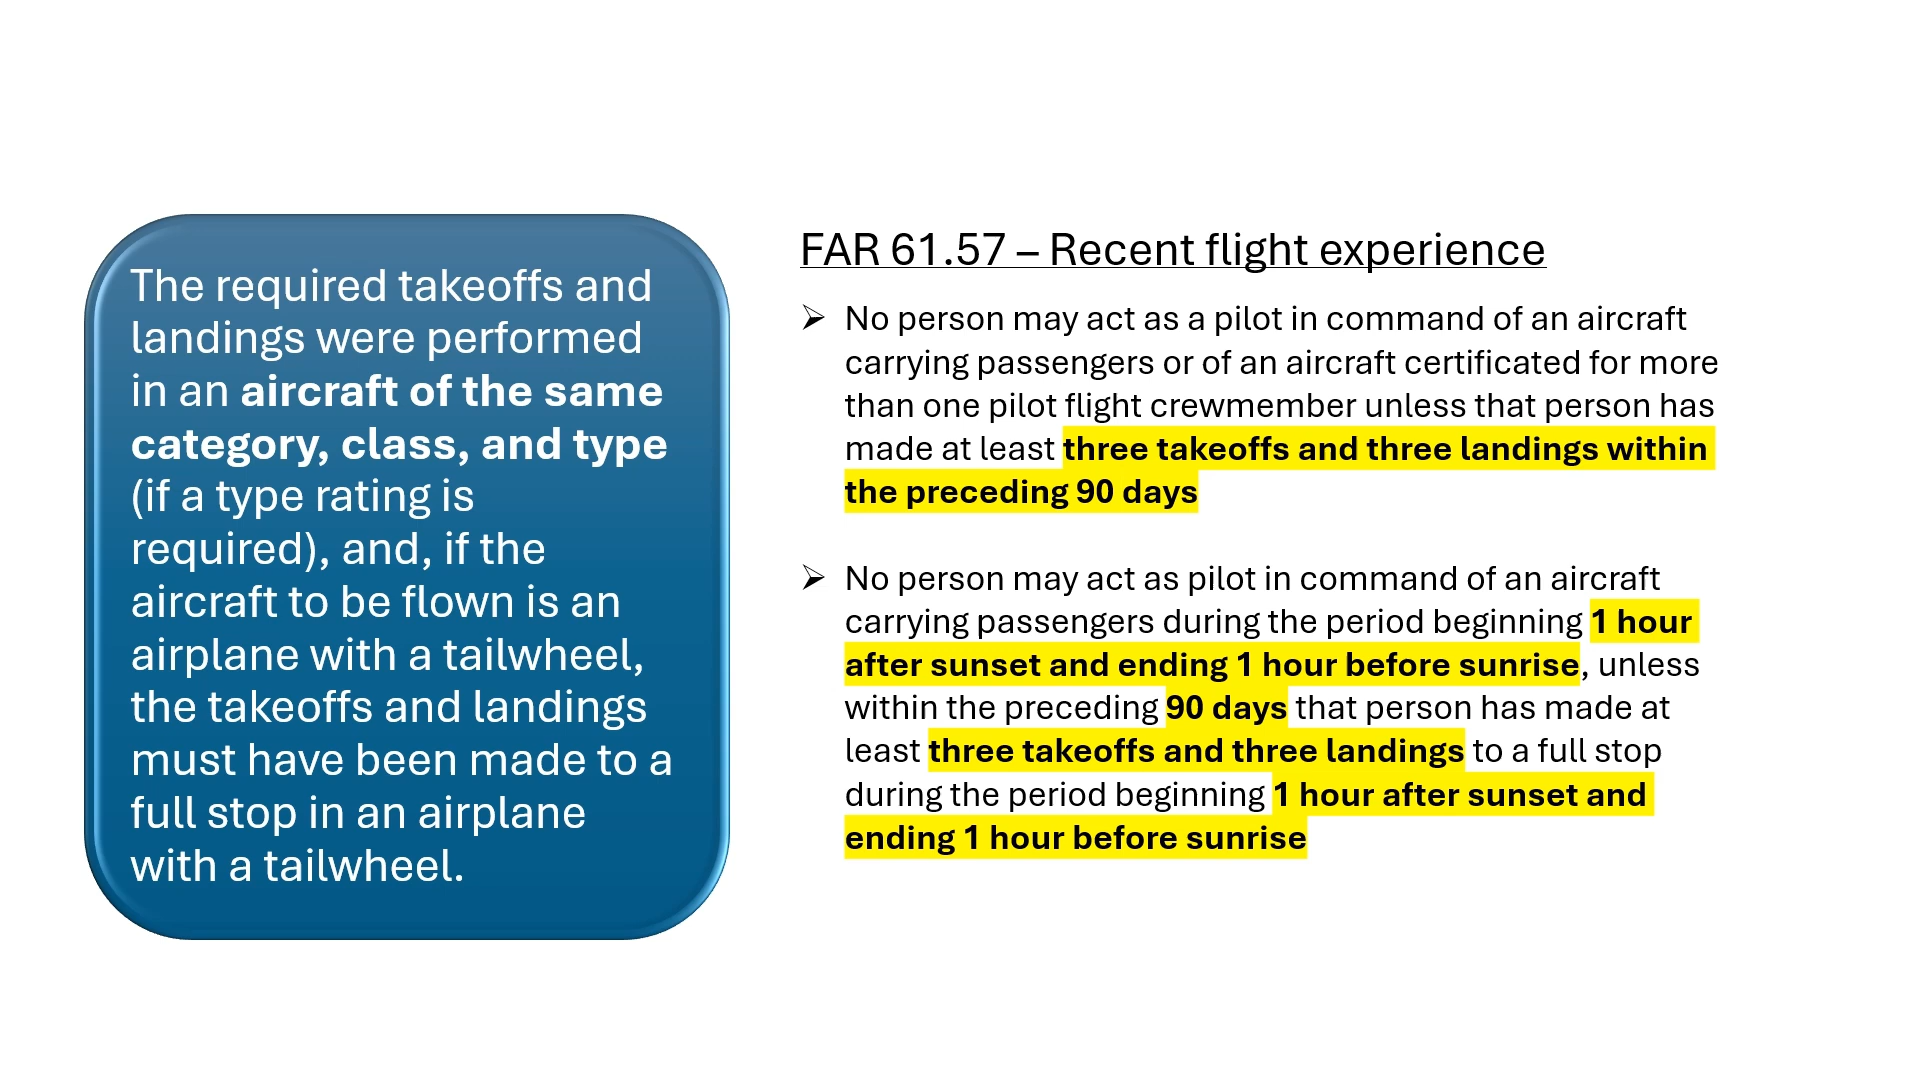 The required takeoffs and
landings were performed
in an aircraft of the same
category, class, and type
(if a type rating is
required), and, if the
aircraft to be flown is an
airplane with a tailwheel,
the takeoffs and landings
must have been made to a
full stop in an airplane
with a tailwheel.
FAR 61.57 – Recent flight experience
➢ No person may act as a pilot in command of an aircraft
carrying passengers or of an aircraft certificated for more
than one pilot flight crewmember unless that person has
made at least three takeoffs and three landings within
the preceding 90 days
➢ No person may act as pilot in command of an aircraft
carrying passengers during the period beginning 1 hour
after sunset and ending 1 hour before sunrise, unless
within the preceding 90 days that person has made at
least three takeoffs and three landings to a full stop
during the period beginning 1 hour after sunset and
ending 1 hour before sunrise